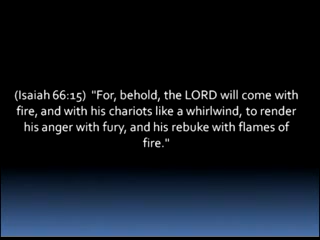 (Isaiah 66:15)  "For, behold, the LORD will come with
fire, and with his chariots like a whirlwind, to render
his anger with fury, and his rebuke with flames of
fire."